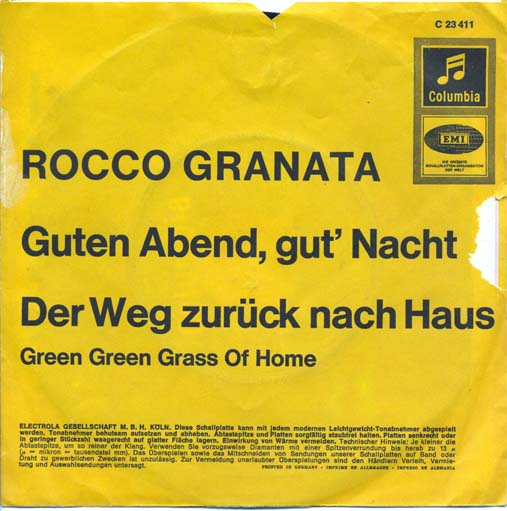 C 23 411
Columbia
EMI
DIE GRÖSSTE
SCHALLPLATTEN-ORGANISATION
DER WELT
ROCCO GRANATA
Guten Abend, gut' Nacht
Der Weg zurück nach Haus
Green Green Grass Of Home
ELECTROLA GESELLSCHAFT M. B. H. KÖLN. Diese Schallplatte kann mit jedem modernen Leichtgewicht-Tonabnehmer abgespielt
werden. Tonabnehmer behutsam aufsetzen und abheben. Abtastspitze und Platten sorgfältig staubfrei halten. Platten senkrecht oder
in geringer Stückzahl waagerecht auf glatter Fläche lagern. Einwirkung von Wärme vermeiden. Technischer Hinweis: Je kleiner die
Abtastspitze, um so reiner der Klang. Verwenden Sie vorzugsweise Diamanten mit einer Spitzenverrundung bis herab zu 13 μ
(μ = mikron = tausendstel mm). Das Überspielen sowie das Mitschneiden von Sendungen unserer Schallplatten auf Band oder
Draht zu gewerblichen Zwecken ist unzulässig. Zur Vermeidung unerlaubter Überspielungen sind den Händlern Verleih, Vermie-
tung und Auswahlsendungen untersagt.
PRINTED IN GERMANY · IMPRIMÉ EN ALLEMAGNE · IMPRESO EN ALEMANIA